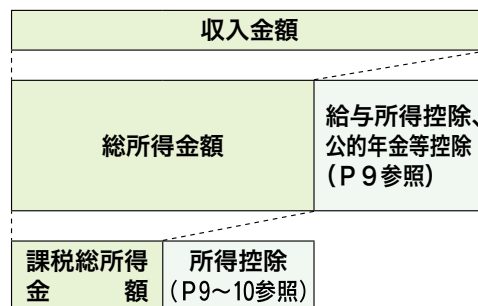 収入金額
総所得金額
給与所得控除、
公的年金等控除
(P9参照)
課税総所得
金額
所得控除
(P9~10参照)